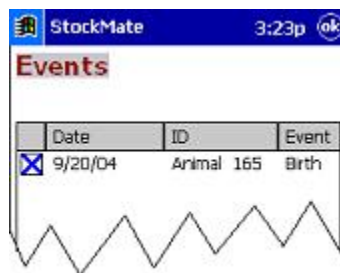 StockMate 3:23p ok
Events
Date ID Event
9/20/04 Animal 165 Birth